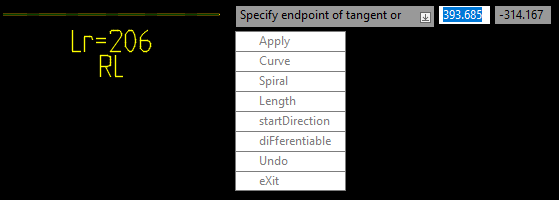 Lr=206
RL
Specify endpoint of tangent or 393.685 -314.167
Apply
Curve
Spiral
Length
startDirection
diFferentiable
Undo
eXit